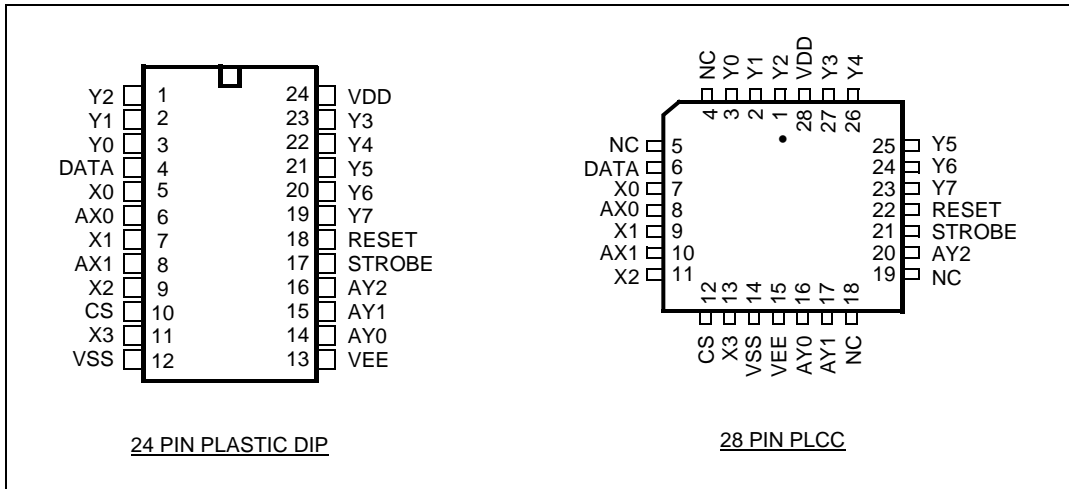 Y2 1 24 VDD
Y1 2 23 Y3
Y0 3 22 Y4
DATA 4 21 Y5
X0 5 20 Y6
AX0 6 19 Y7
X1 7 18 RESET
AX1 8 17 STROBE
X2 9 16 AY2
CS 10 15 AY1
X3 11 14 AY0
VSS 12 13 VEE
24 PIN PLASTIC DIP
NC Y0 Y1 Y2 VDD Y3 Y4
4 3 2 1 28 27 26
NC 5 25 Y5
DATA 6 24 Y6
X0 7 23 Y7
AX0 8 22 RESET
X1 9 21 STROBE
AX1 10 20 AY2
X2 11 19 NC
12 13 14 15 16 17 18
CS X3 VSS VEE AY0 AY1 NC
28 PIN PLCC